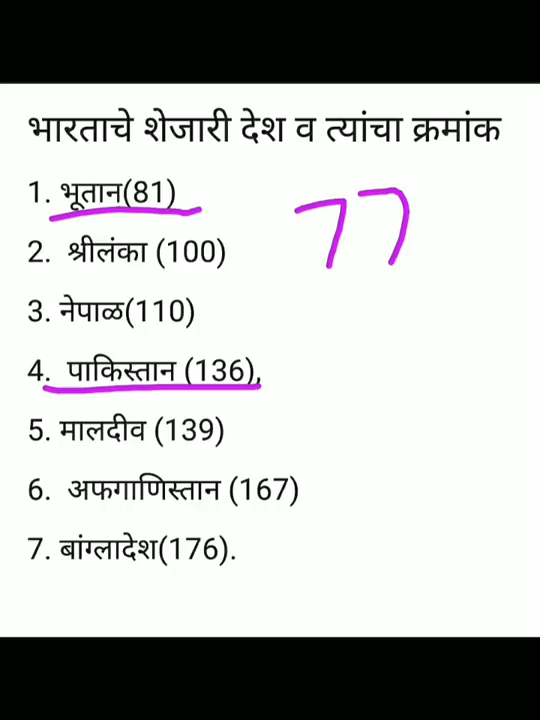 भारताचे शेजारी देश व त्यांचा क्रमांक
1. भूतान(81)
77
2. श्रीलंका (100)
3. नेपाळ(110)
4. पाकिस्तान (136),
5. मालदीव (139)
6. अफगाणिस्तान (167)
7. बांग्लादेश(176).